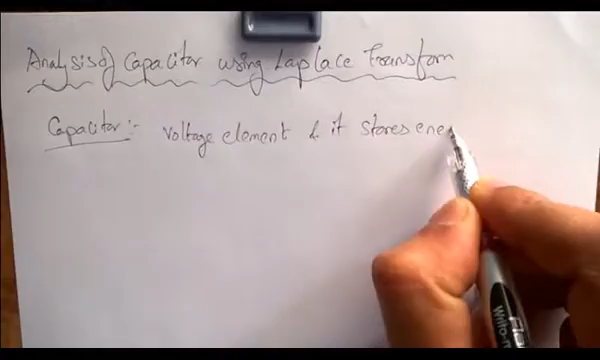 Analysis of Capacitor using Laplace Transform
Capacitor:- Voltage element & it stores ene